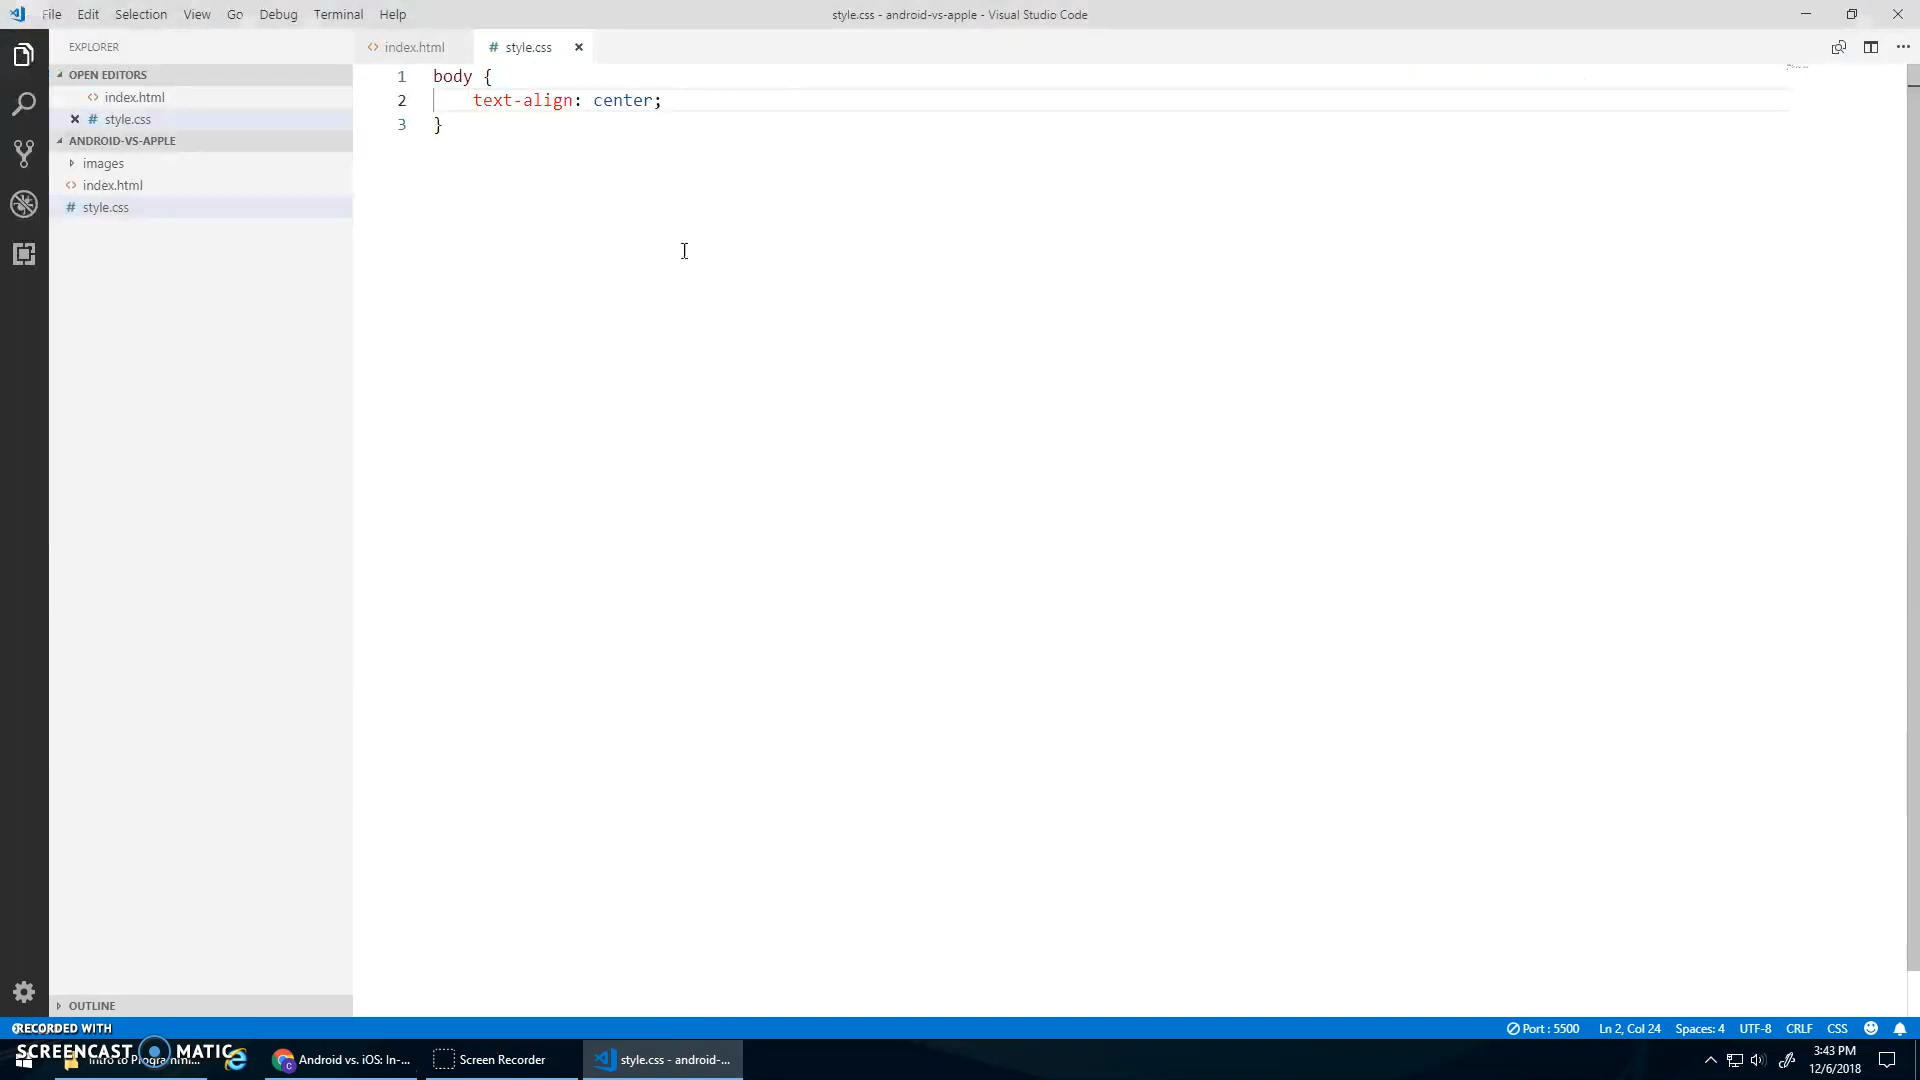 File Edit Selection View Go Debug Terminal Help
style.css - android-vs-apple - Visual Studio Code
EXPLORER
OPEN EDITORS
index.html
style.css
ANDROID-VS-APPLE
images
index.html
style.css
OUTLINE
index.html
# style.css
1 body {
2 text-align: center;
3 }
Port : 5500 Ln 2, Col 24 Spaces: 4 UTF-8 CRLF CSS
RECORDED WITH
SCREENCAST MATIC
Intro to Programmi...
Android vs. iOS: In-...
Screen Recorder
style.css - android-...
3:43 PM
12/6/2018